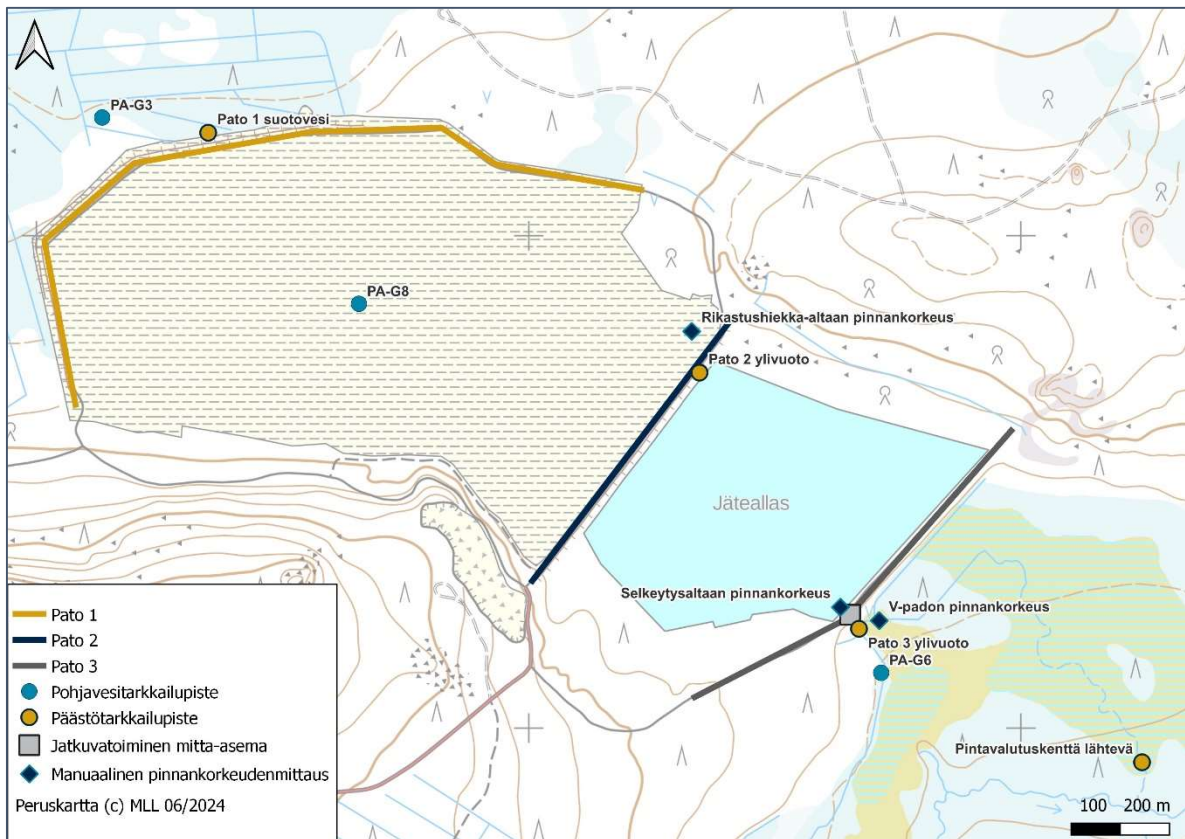 PA-G3
Pato 1 suotovesi
PA-G8
Rikastushiekka-altaan pinnankorkeus
Pato 2 ylivuoto
Jäteallas
Selkeytysaltaan pinnankorkeus
V-padon pinnankorkeus
Pato 3 ylivuoto
PA-G6
Pintavalutuskenttä lähtevä
Pato 1
Pato 2
Pato 3
Pohjavesitarkkailupiste
Päästötarkkailupiste
Jatkuvatoiminen mitta-asema
Manuaalinen pinnankorkeudenmittaus
Peruskartta (c) MLL 06/2024
100 200 m